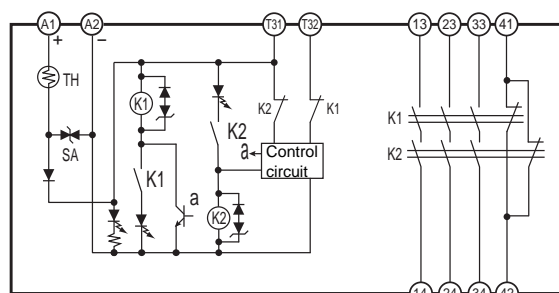 A1 A2 T31 T32 13 23 33 41
+ −
TH
K1
K2 K1
K1
K2
a
Control
circuit
SA
K2
K1
a
K2
14 24 34 42